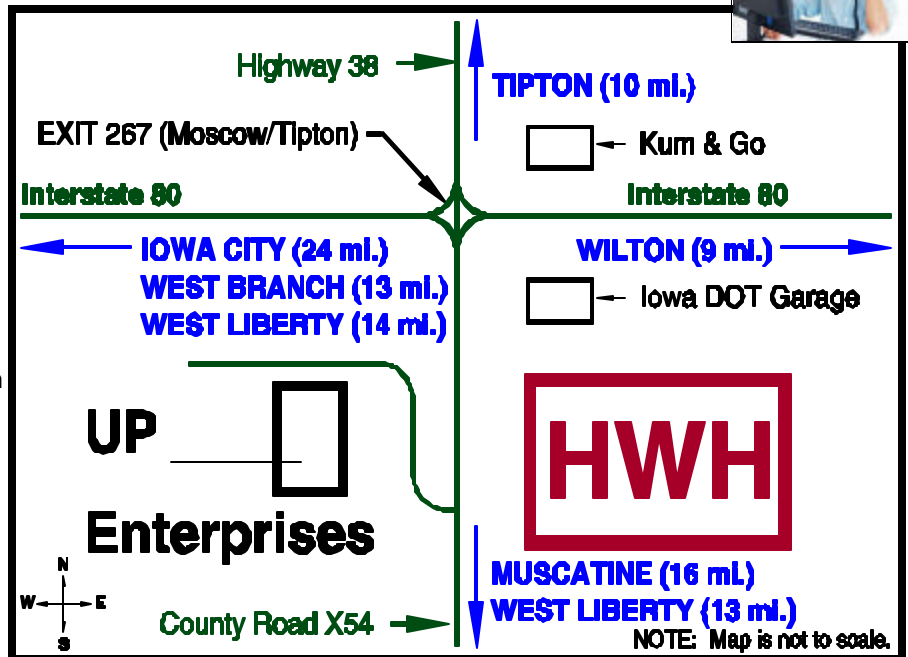 Highway 38
TIPTON (10 mi.)
EXIT 267 (Moscow/Tipton)
Kum & Go
Interstate 80
Interstate 80
IOWA CITY (24 mi.)
WEST BRANCH (13 mi.)
WEST LIBERTY (14 mi.)
WILTON (9 mi.)
Iowa DOT Garage
UP
Enterprises
HWH
N
W
E
S
MUSCATINE (16 mi.)
WEST LIBERTY (13 mi.)
County Road X54
NOTE: Map is not to scale.